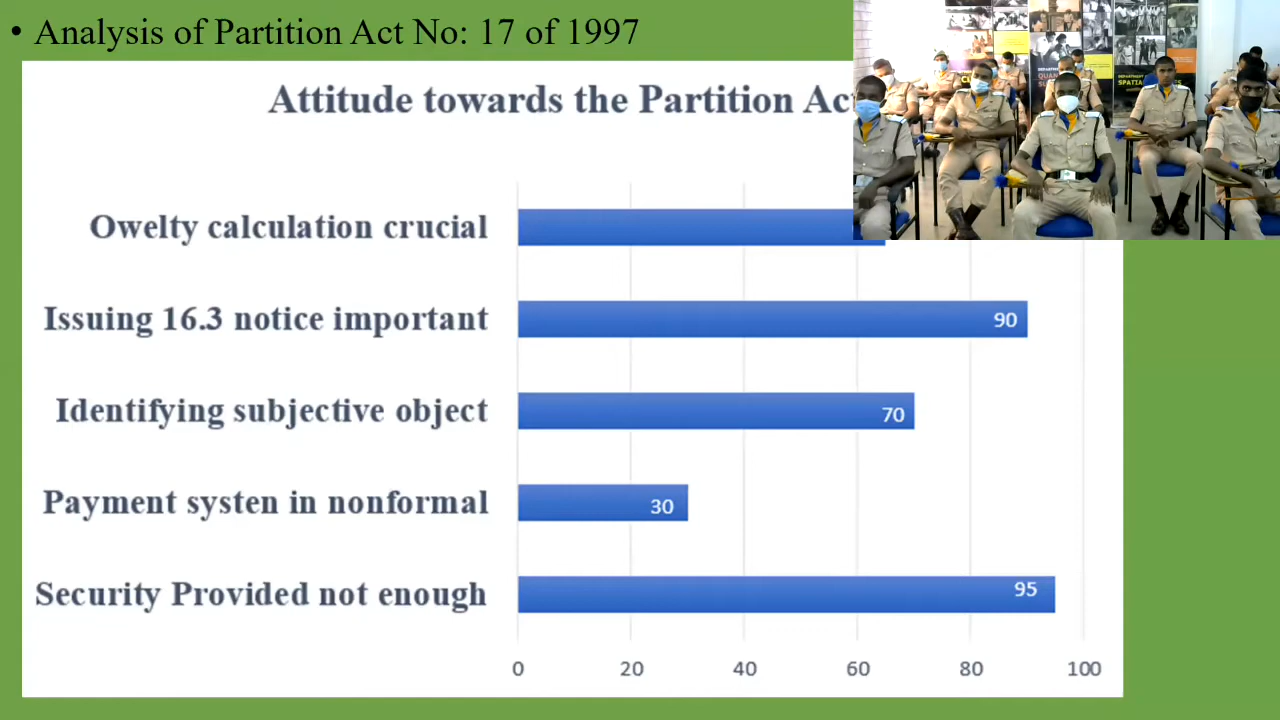 • Analysis of Partition Act No: 17 of 1997
Attitude towards the Partition
Owelty calculation crucial
Issuing 16.3 notice important
90
Identifying subjective object
70
Payment systen in nonformal
30
Security Provided not enough
95
0 20 40 60 80 100